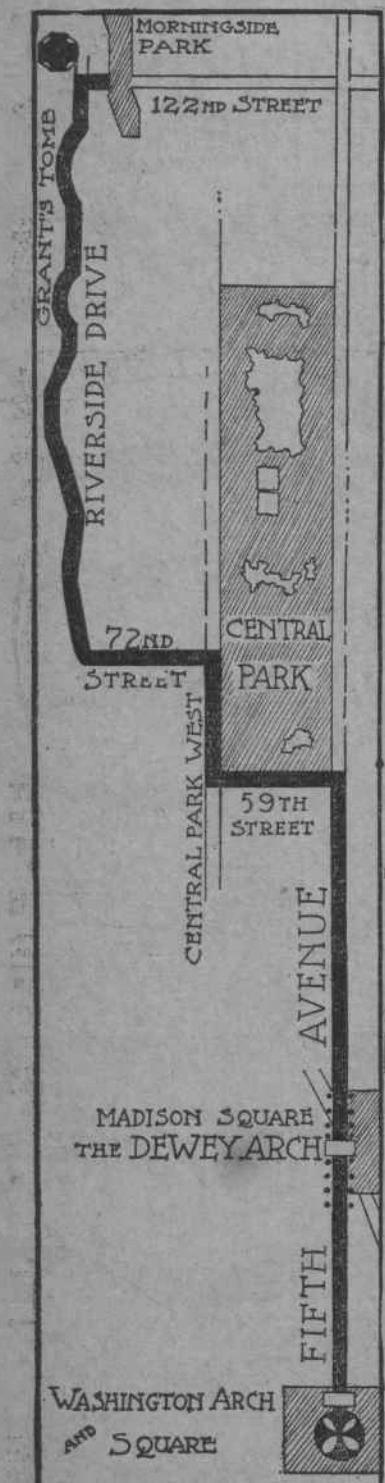 MORNINGSIDE
PARK
122ND STREET
GRANT'S TOMB
RIVERSIDE DRIVE
72ND
STREET
CENTRAL
PARK
CENTRAL PARK WEST
59TH
STREET
AVENUE
MADISON SQUARE
THE DEWEY ARCH
FIFTH
WASHINGTON ARCH
AND SQUARE